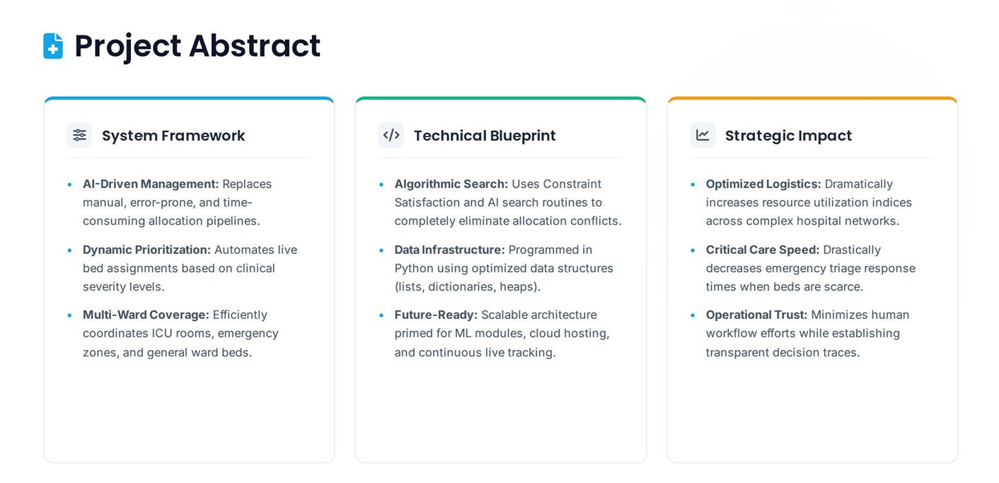 Project Abstract
System Framework
• AI-Driven Management: Replaces
manual, error-prone, and time-
consuming allocation pipelines.
• Dynamic Prioritization: Automates live
bed assignments based on clinical
severity levels.
• Multi-Ward Coverage: Efficiently
coordinates ICU rooms, emergency
zones, and general ward beds.
Technical Blueprint
• Algorithmic Search: Uses Constraint
Satisfaction and AI search routines to
completely eliminate allocation conflicts.
• Data Infrastructure: Programmed in
Python using optimized data structures
(lists, dictionaries, heaps).
• Future-Ready: Scalable architecture
primed for ML modules, cloud hosting,
and continuous live tracking.
Strategic Impact
• Optimized Logistics: Dramatically
increases resource utilization indices
across complex hospital networks.
• Critical Care Speed: Drastically
decreases emergency triage response
times when beds are scarce.
• Operational Trust: Minimizes human
workflow efforts while establishing
transparent decision traces.